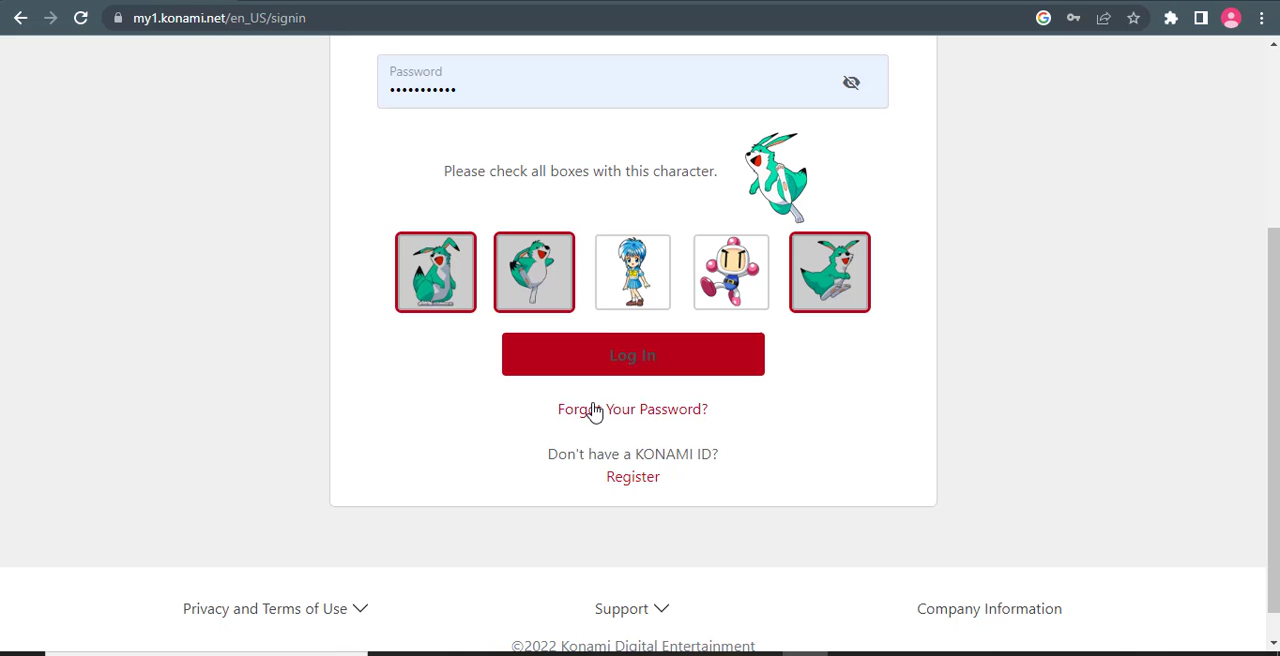 my1.konami.net/en_US/signin
Password
•••••••••••
Please check all boxes with this character.
Log In
Forgot Your Password?
Don't have a KONAMI ID?
Register
Privacy and Terms of Use
Support
Company Information
©2022 Konami Digital Entertainment